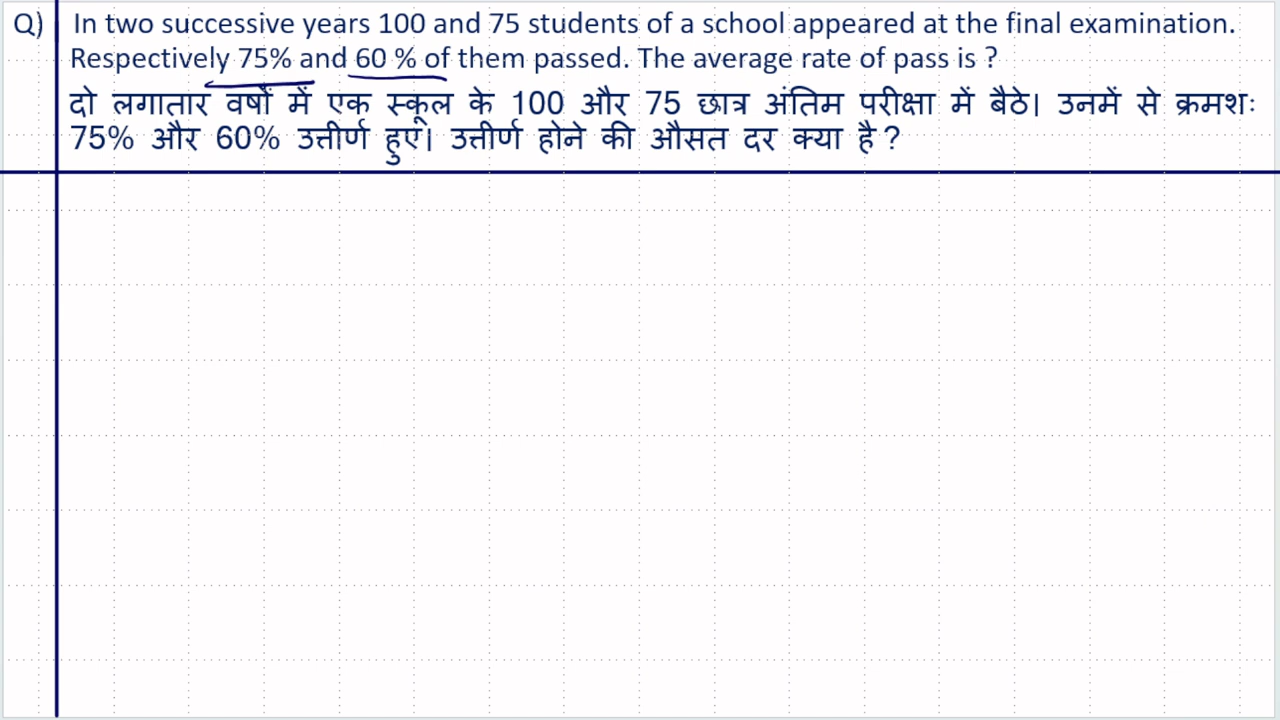 Q) In two successive years 100 and 75 students of a school appeared at the final examination.
Respectively 75% and 60 % of them passed. The average rate of pass is ?
दो लगातार वर्षों में एक स्कूल के 100 और 75 छात्र अंतिम परीक्षा में बैठे। उनमें से क्रमशः
75% और 60% उत्तीर्ण हुए। उत्तीर्ण होने की औसत दर क्या है ?